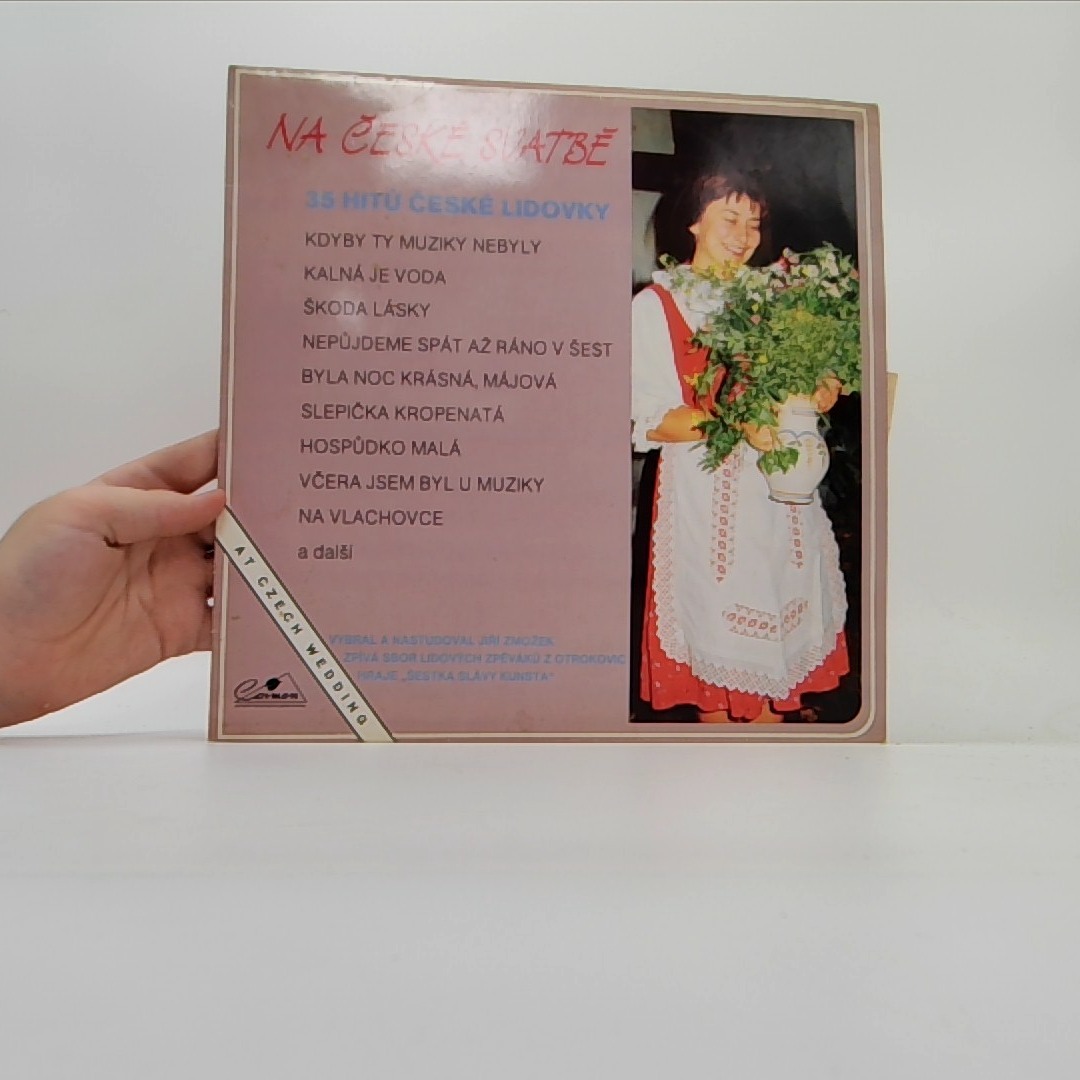 NA ČESKÉ SVATBĚ
35 HITŮ ČESKÉ LIDOVKY
KDYBY TY MUZIKY NEBYLY
KALNÁ JE VODA
ŠKODA LÁSKY
NEPŮJDEME SPÁT AŽ RÁNO V ŠEST
BYLA NOC KRÁSNÁ, MÁJOVÁ
SLEPIČKA KROPENATÁ
HOSPŮDKO MALÁ
VČERA JSEM BYL U MUZIKY
NA VLACHOVCE
a další
VYBRAL A NASTUDOVAL JIŘÍ ZMOŽEK
ZPÍVÁ SBOR LIDOVÝCH ZPĚVÁKŮ Z OTROKOVIC
HRAJE „ŠESTKA SLÁVY KUNSTA“
AT CZECH WEDDING
Carmen